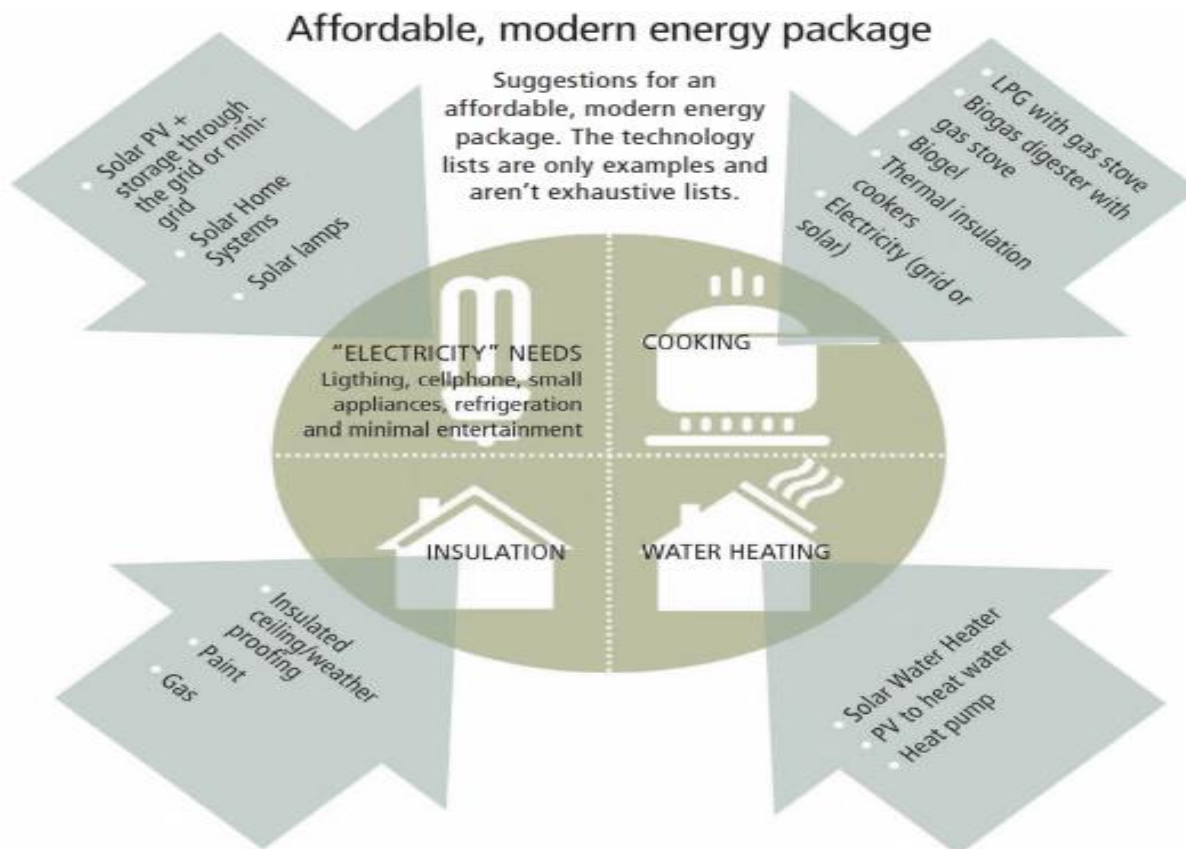 Affordable, modern energy package
Suggestions for an
affordable, modern energy
package. The technology
lists are only examples and
aren't exhaustive lists.
Solar PV +
storage through
the grid or mini-
grid
Solar Home
Systems
Solar lamps
LPG with gas stove
Biogas digester with
gas stove
Biogel
Thermal insulation
cookers
Electricity (grid or
solar)
"ELECTRICITY" NEEDS
Ligthing, cellphone, small
appliances, refrigeration
and minimal entertainment
COOKING
INSULATION
WATER HEATING
Insulated
ceiling/weather
proofing
Paint
Gas
Solar Water Heater
PV to heat water
Heat pump